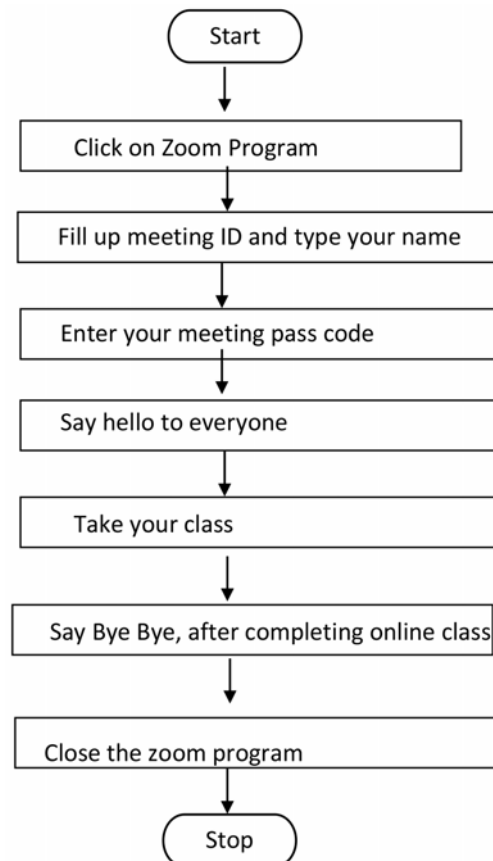 Start
Click on Zoom Program
Fill up meeting ID and type your name
Enter your meeting pass code
Say hello to everyone
Take your class
Say Bye Bye, after completing online class
Close the zoom program
Stop